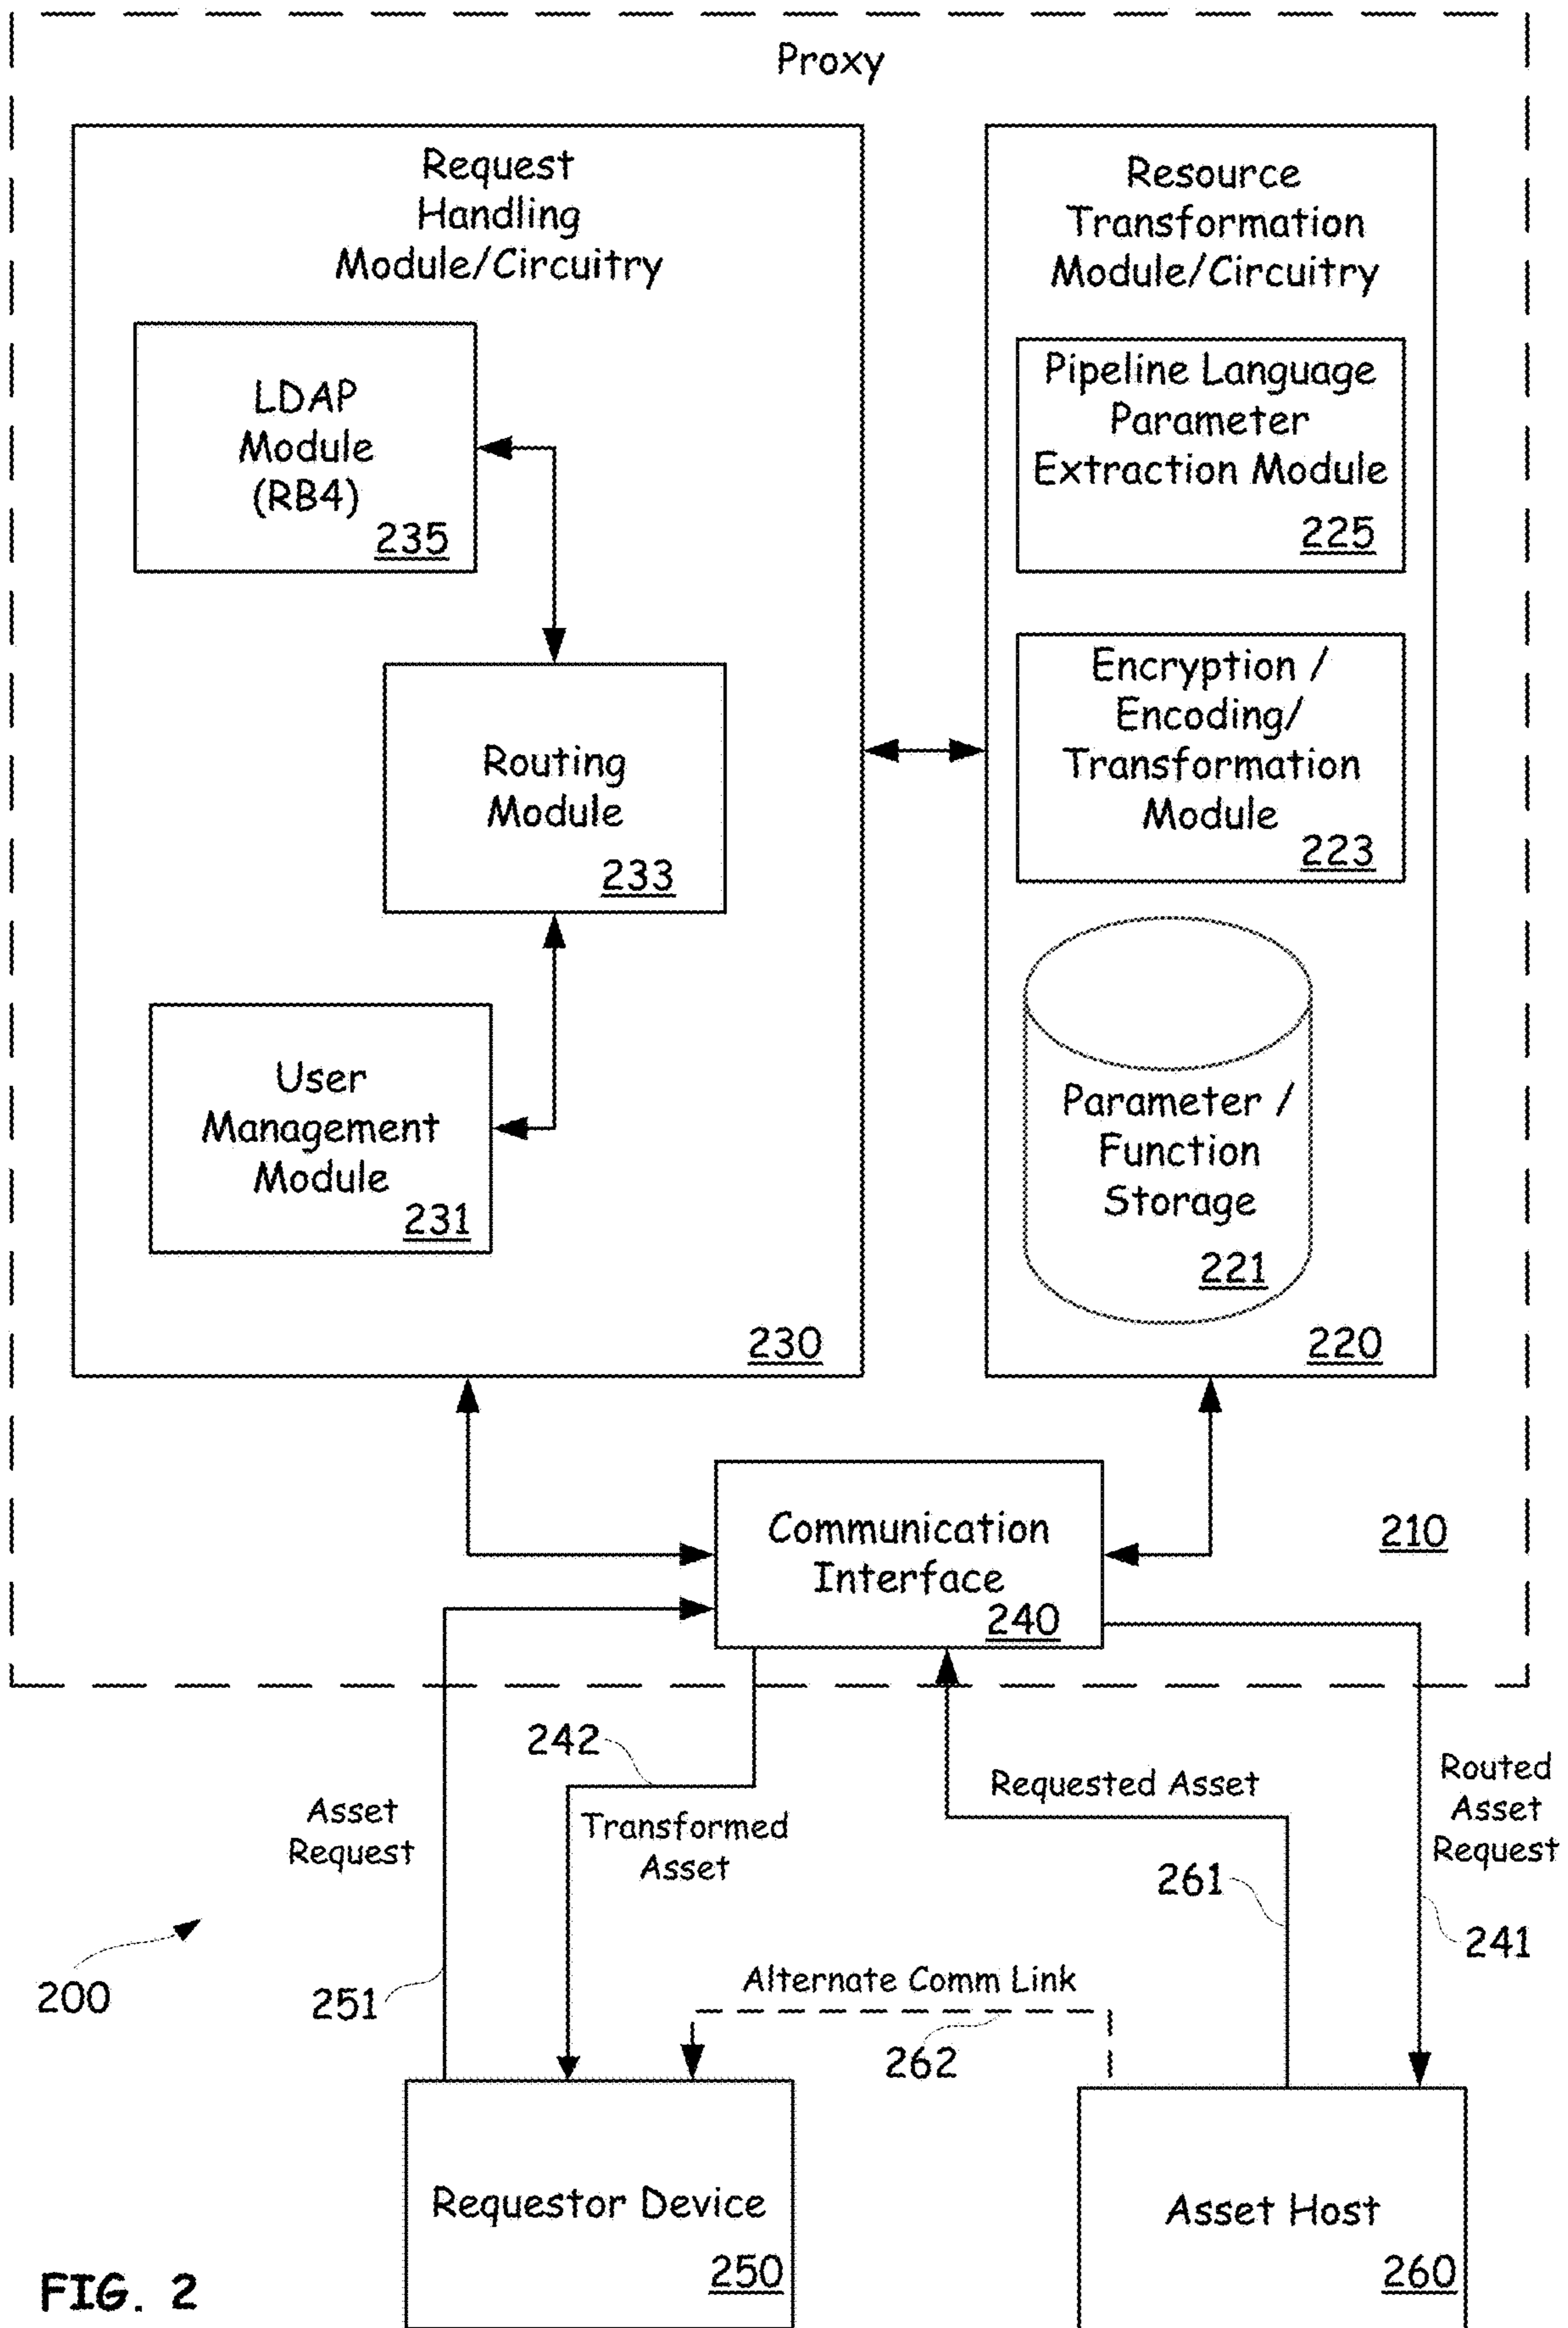 Proxy
Request
Handling
Module/Circuitry
LDAP
Module
(RB4)
235
Routing
Module
233
User
Management
Module
231
230
Resource
Transformation
Module/Circuitry
Pipeline Language
Parameter
Extraction Module
225
Encryption /
Encoding/
Transformation
Module
223
Parameter /
Function
Storage
221
220
Communication
Interface
240
210
242
Transformed
Asset
Asset
Request
251
Requested Asset
261
Routed
Asset
Request
241
200
Alternate Comm Link
262
Requestor Device
250
Asset Host
260
FIG. 2